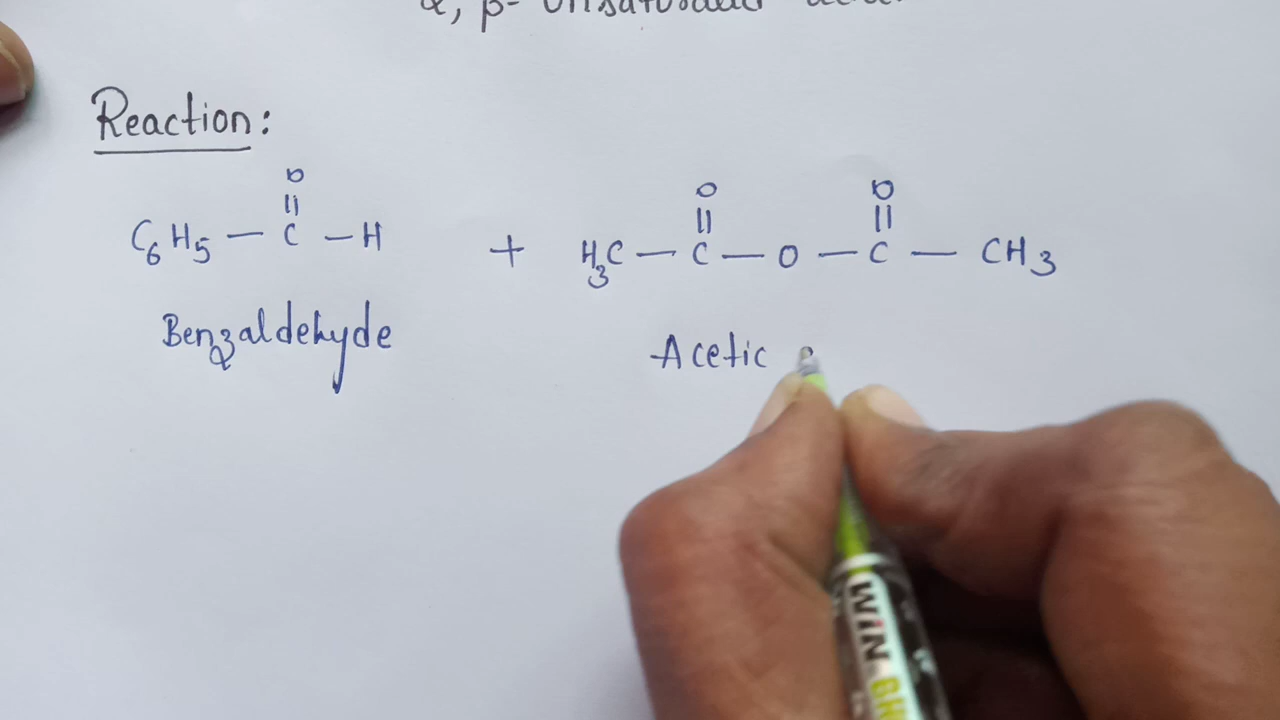 α, β-
Reaction:
O O O
|| || ||
C6H5 — C — H + H3C — C — O — C — CH3
Benzaldehyde Acetic
WIN